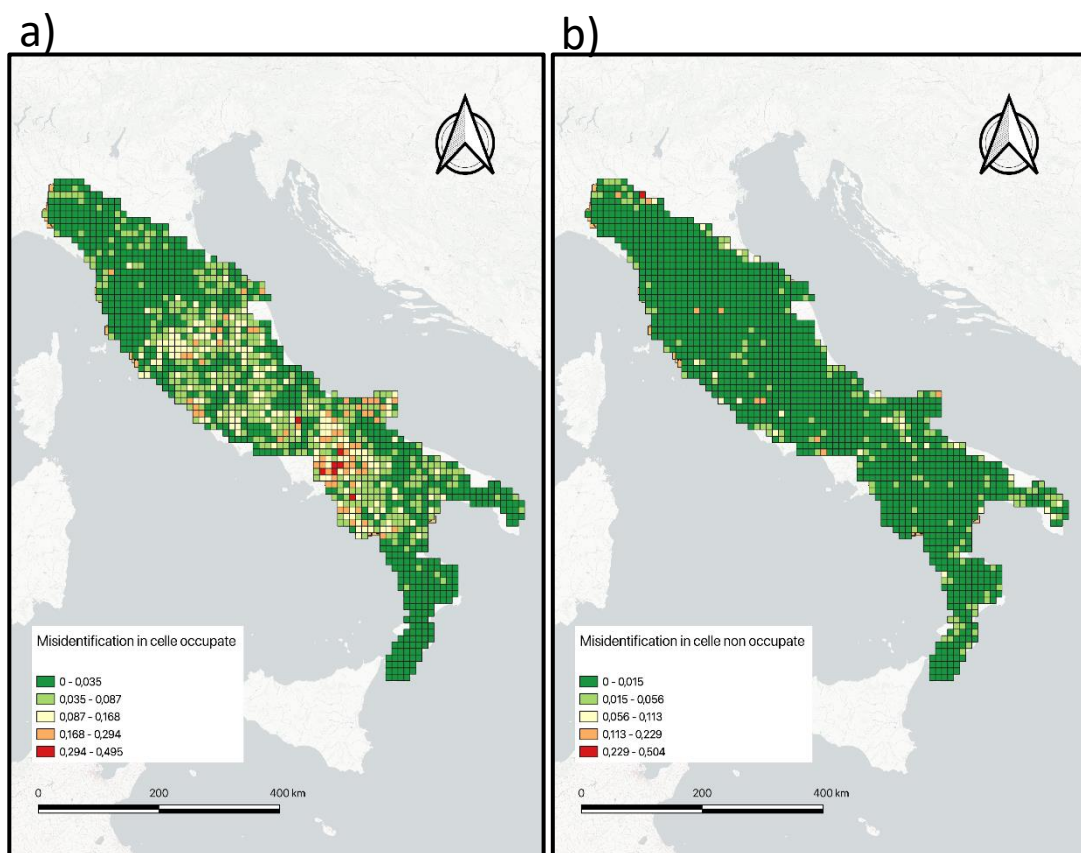 a)
b)
Misidentification in celle occupate
0 - 0,035
0,035 - 0,087
0,087 - 0,168
0,168 - 0,294
0,294 - 0,495
0 200 400 km
Misidentification in celle non occupate
0 - 0,015
0,015 - 0,056
0,056 - 0,113
0,113 - 0,229
0,229 - 0,504
0 200 400 km